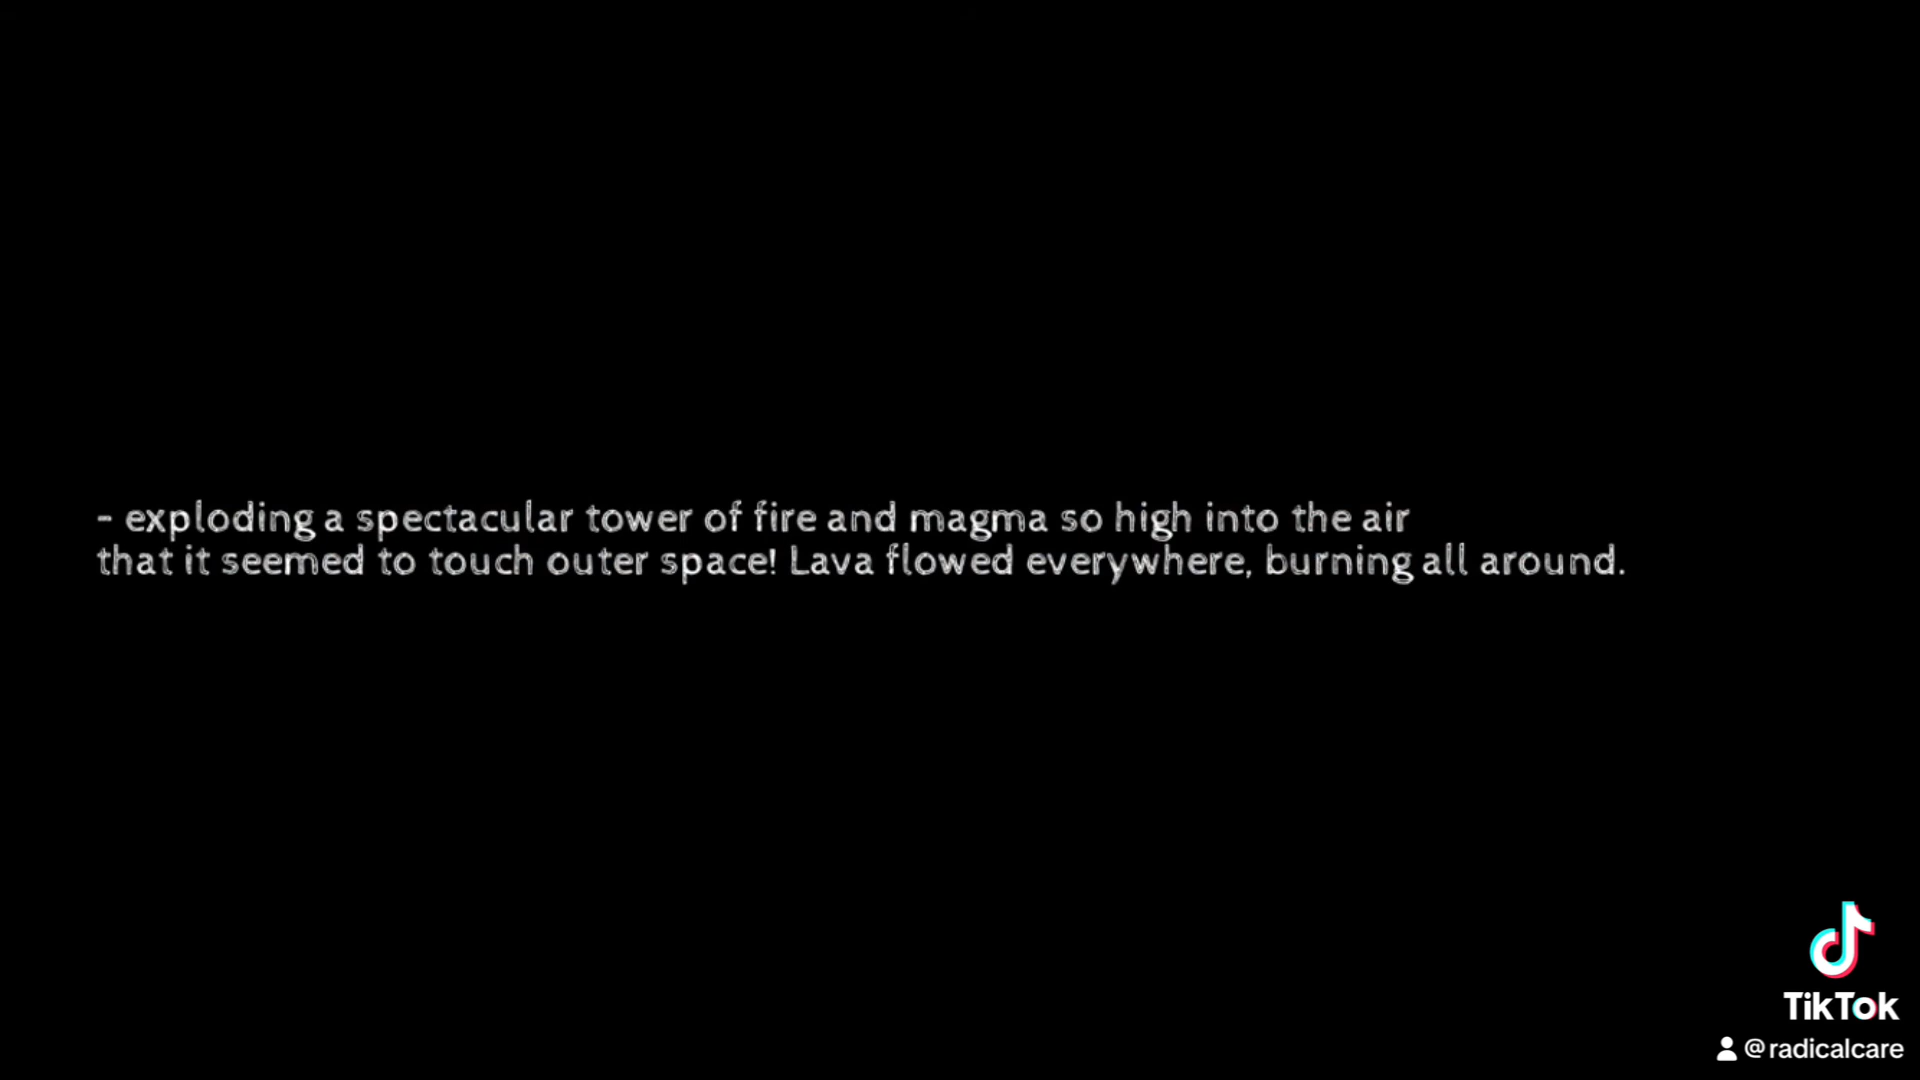 - exploding a spectacular tower of fire and magma so high into the air
that it seemed to touch outer space! Lava flowed everywhere, burning all around.
TikTok
@radicalcare